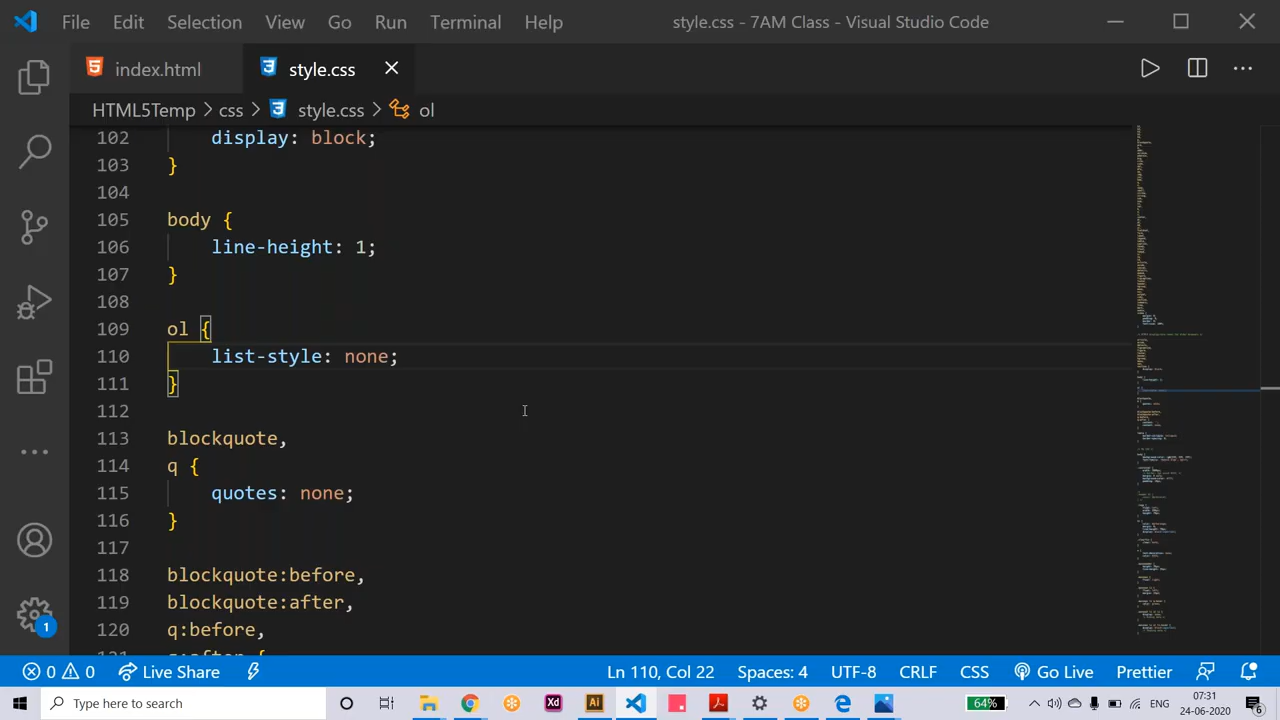 File Edit Selection View Go Run Terminal Help style.css - 7AM Class - Visual Studio Code
index.html style.css
HTML5Temp > css > style.css > ol
102 display: block;
103 }
104
105 body {
106 line-height: 1;
107 }
108
109 ol {
110 list-style: none;
111 }
112
113 blockquote,
114 q {
115 quotes: none;
116 }
117
118 blockquote:before,
119 blockquote:after,
120 q:before,
1
0 0 Live Share Ln 110, Col 22 Spaces: 4 UTF-8 CRLF CSS Go Live Prettier
Type here to search Xd Ai 64% ENG 07:31
24-06-2020 6